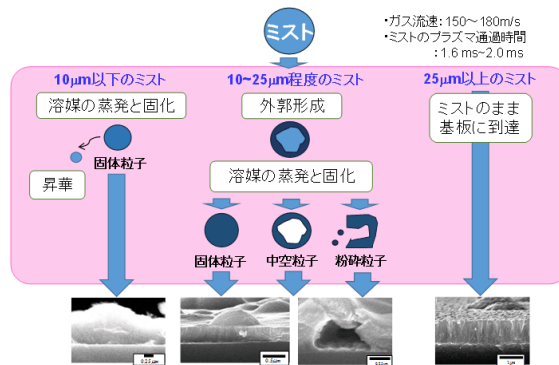 ミスト
・ガス流速：150～180m/s
・ミストのプラズマ通過時間
：1.6 ms~2.0 ms
10μm以下のミスト
10~25μm程度のミスト
25μm以上のミスト
溶媒の蒸発と固化
外郭形成
ミストのまま
基板に到達
固体粒子
昇華
溶媒の蒸発と固化
固体粒子
中空粒子
粉砕粒子